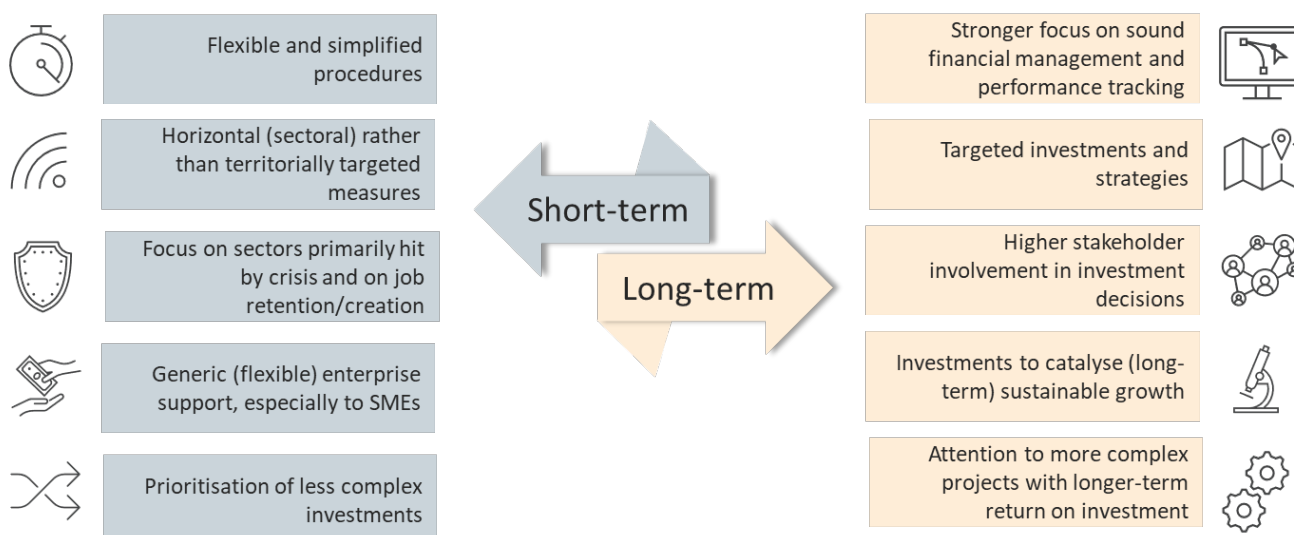 Flexible and simplified
procedures
Horizontal (sectoral) rather
than territorially targeted
measures
Focus on sectors primarily hit
by crisis and on job
retention/creation
Generic (flexible) enterprise
support, especially to SMEs
Prioritisation of less complex
investments
Short-term
Long-term
Stronger focus on sound
financial management and
performance tracking
Targeted investments and
strategies
Higher stakeholder
involvement in investment
decisions
Investments to catalyse (long-
term) sustainable growth
Attention to more complex
projects with longer-term
return on investment